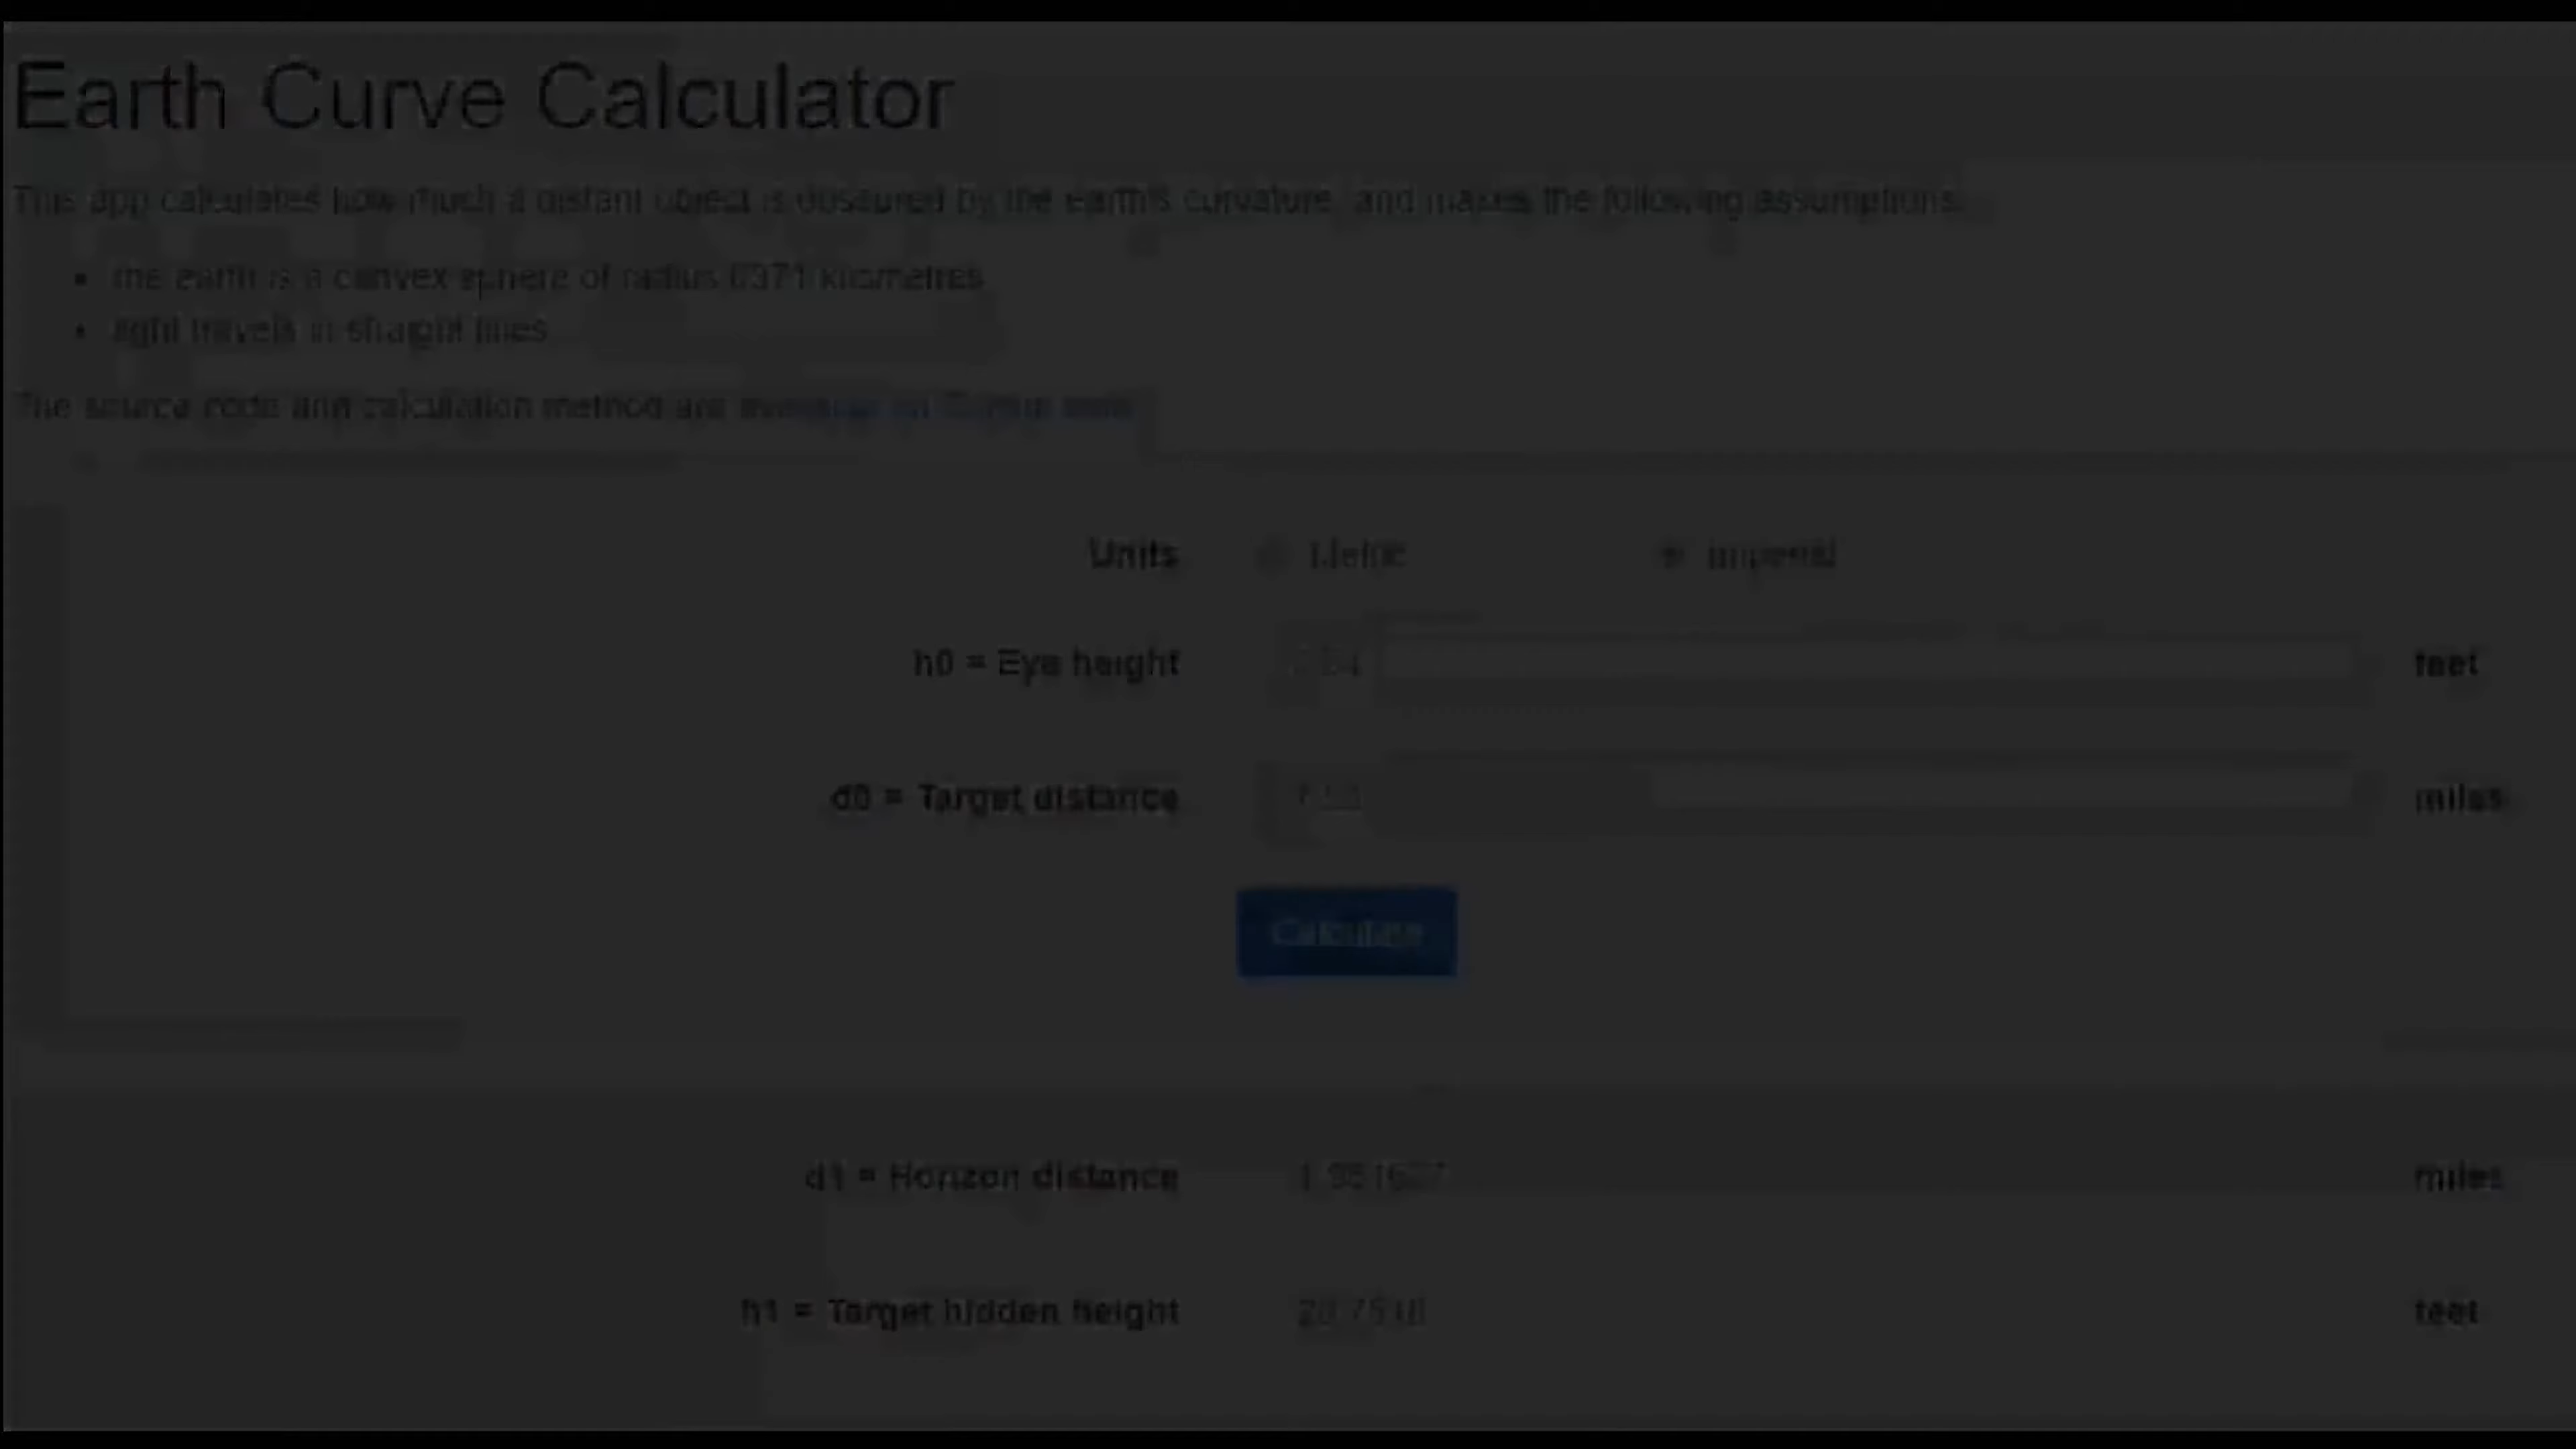 Earth Curve Calculator
This app calculates how much a distant object is obscured by the earth's curvature, and makes the following assumptions:
• the earth is a convex sphere of radius 6371 kilometres
• light travels in straight lines
The source code and calculation method are available on
Units Metric Imperial
h0 = Eye height feet
d0 = Target distance miles
Calculate
d1 = Horizon distance miles
h1 = Target hidden height feet